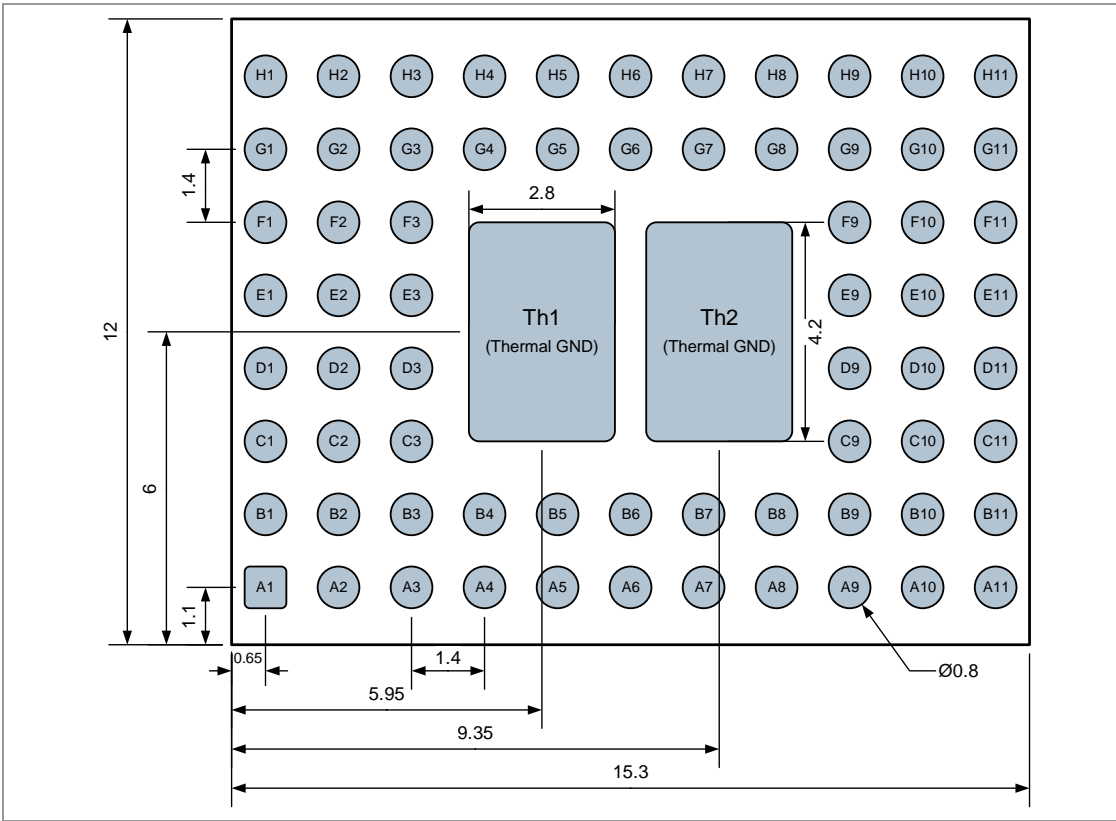 H1 H2 H3 H4 H5 H6 H7 H8 H9 H10 H11
G1 G2 G3 G4 G5 G6 G7 G8 G9 G10 G11
1.4
2.8
F1 F2 F3 F9 F10 F11
E1 E2 E3 E9 E10 E11
Th1
(Thermal GND)
Th2
(Thermal GND)
4.2
12
D1 D2 D3 D9 D10 D11
C1 C2 C3 C9 C10 C11
6
B1 B2 B3 B4 B5 B6 B7 B8 B9 B10 B11
A1 A2 A3 A4 A5 A6 A7 A8 A9 A10 A11
1.1
0.65
1.4
Ø0.8
5.95
9.35
15.3